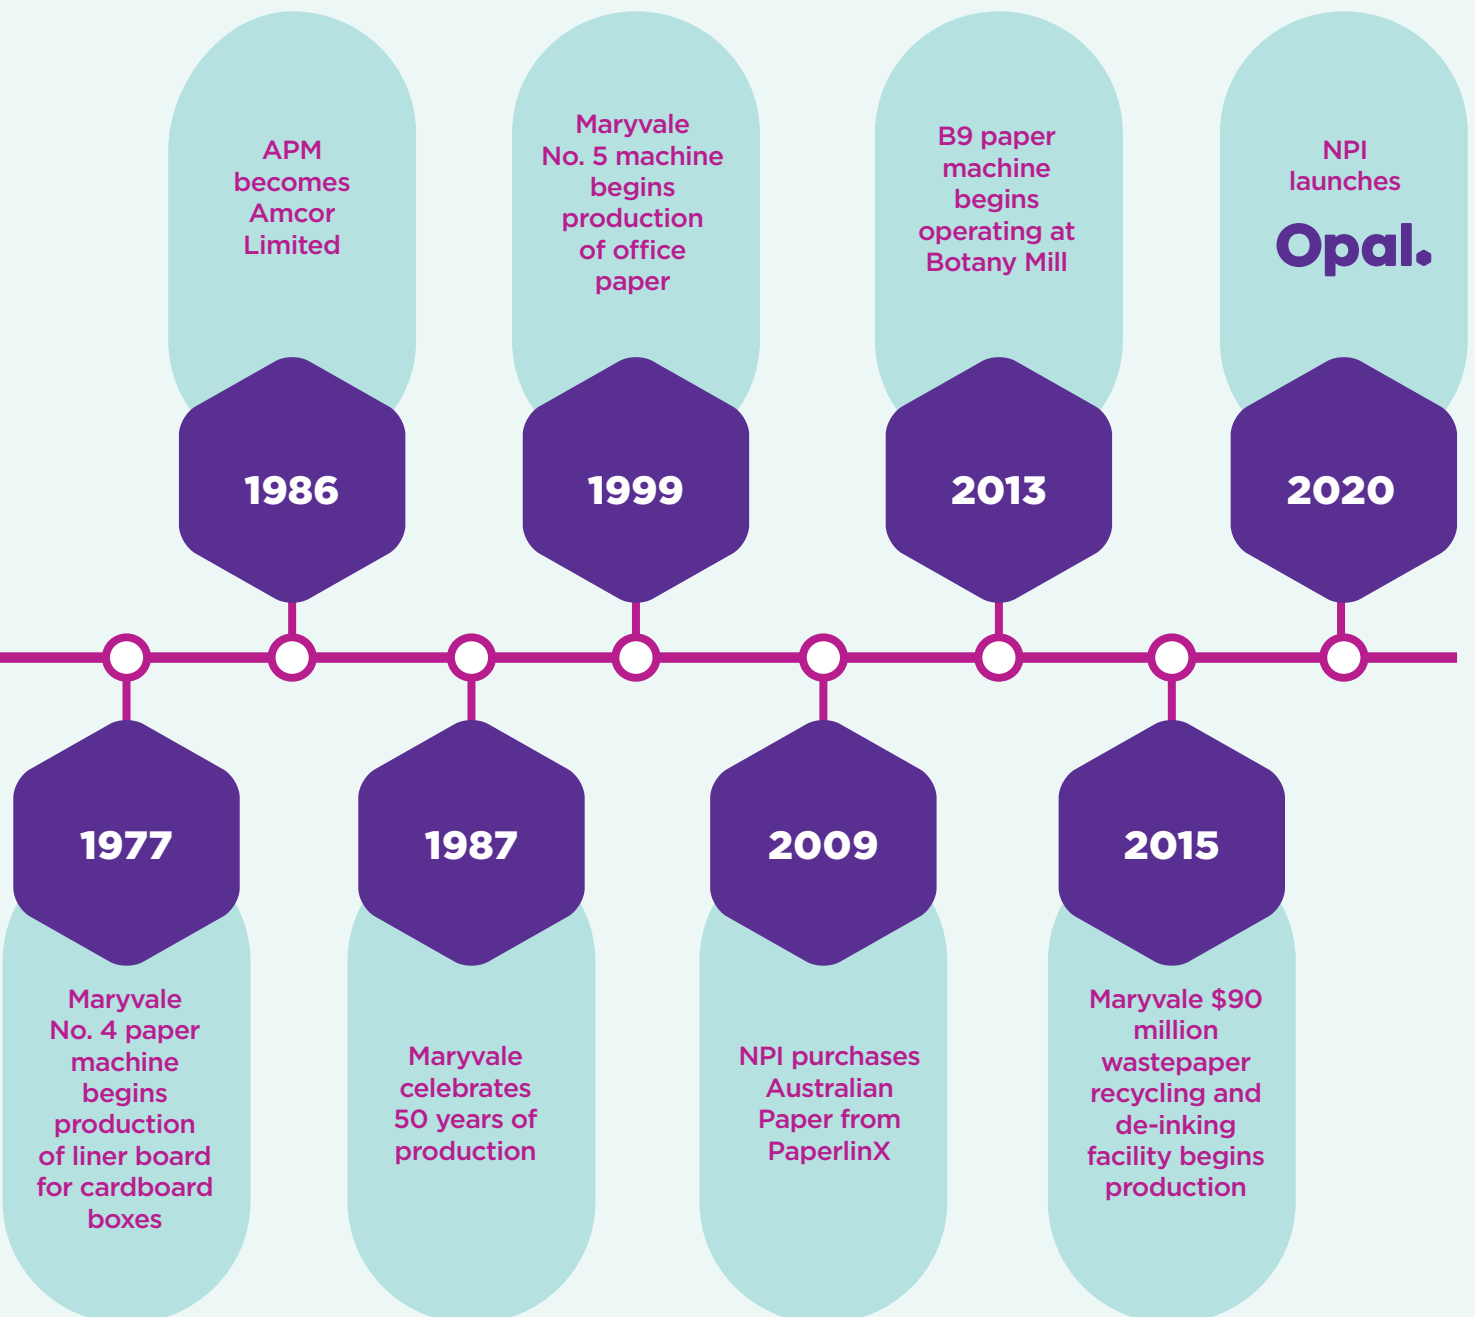 1977
Maryvale
No. 4 paper
machine
begins
production
of liner board
for cardboard
boxes
APM
becomes
Amcor
Limited
1986
1987
Maryvale
celebrates
50 years of
production
Maryvale
No. 5 machine
begins
production
of office
paper
1999
2009
NPI purchases
Australian
Paper from
PaperlinX
B9 paper
machine
begins
operating at
Botany Mill
2013
2015
Maryvale $90
million
wastepaper
recycling and
de-inking
facility begins
production
NPI
launches
Opal.
2020